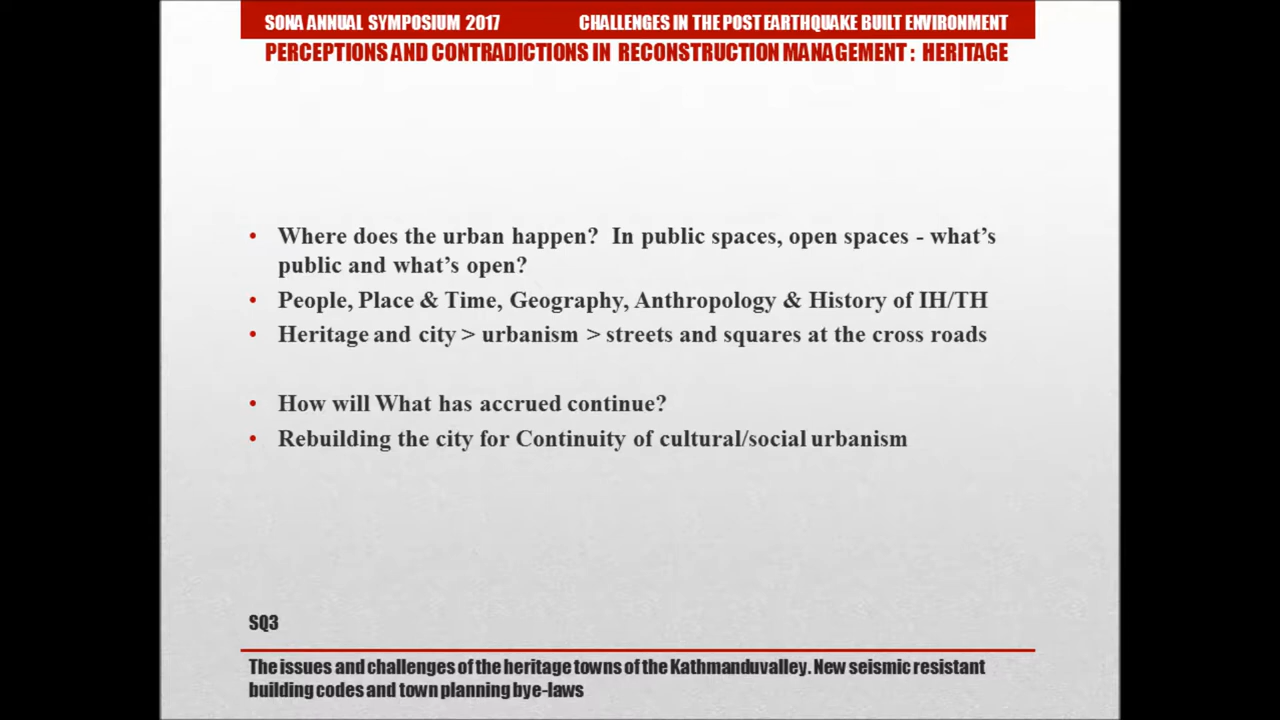 SONA ANNUAL SYMPOSIUM 2017 CHALLENGES IN THE POST EARTHQUAKE BUILT ENVIRONMENT
PERCEPTIONS AND CONTRADICTIONS IN RECONSTRUCTION MANAGEMENT : HERITAGE
• Where does the urban happen? In public spaces, open spaces - what’s
public and what’s open?
• People, Place & Time, Geography, Anthropology & History of IH/TH
• Heritage and city > urbanism > streets and squares at the cross roads
• How will What has accrued continue?
• Rebuilding the city for Continuity of cultural/social urbanism
SQ3
The issues and challenges of the heritage towns of the Kathmanduvalley. New seismic resistant
building codes and town planning bye-laws